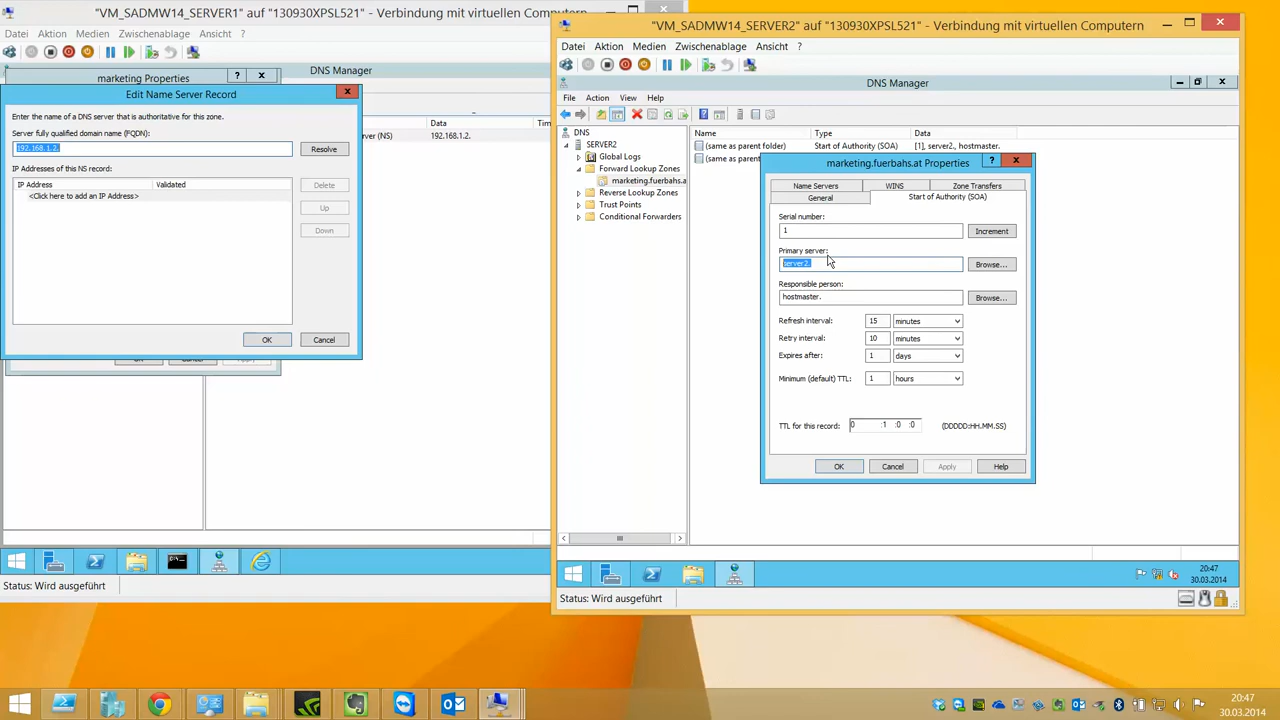 "VM_SADMW14_SERVER1" auf "130930XPSL521" - Verbindung mit virtuellen Computern
Datei Aktion Medien Zwischenablage Ansicht ?
marketing Properties
DNS Manager
Edit Name Server Record
Enter the name of a DNS server that is authoritative for this zone.
Server fully qualified domain name (FQDN):
192.168.1.2.
Resolve
IP Addresses of this NS record:
IP Address Validated
<Click here to add an IP Address>
Delete
Up
Down
OK Cancel
Data
192.168.1.2.
Status: Wird ausgeführt
"VM_SADMW14_SERVER2" auf "130930XPSL521" - Verbindung mit virtuellen Computern
Datei Aktion Medien Zwischenablage Ansicht ?
DNS Manager
File Action View Help
DNS
SERVER2
Global Logs
Forward Lookup Zones
marketing.fuerbahs.a
Reverse Lookup Zones
Trust Points
Conditional Forwarders
Name Type Data
(same as parent folder) Start of Authority (SOA) [1], server2., hostmaster.
(same as pare
marketing.fuerbahs.at Properties
Name Servers WINS Zone Transfers
General Start of Authority (SOA)
Serial number:
1 Increment
Primary server:
server2. Browse...
Responsible person:
hostmaster. Browse...
Refresh interval: 15 minutes
Retry interval: 10 minutes
Expires after: 1 days
Minimum (default) TTL: 1 hours
TTL for this record: 0 :1 :0 :0 (DDDDD:HH.MM.SS)
OK Cancel Apply Help
20:47
30.03.2014
Status: Wird ausgeführt
20:47
30.03.2014